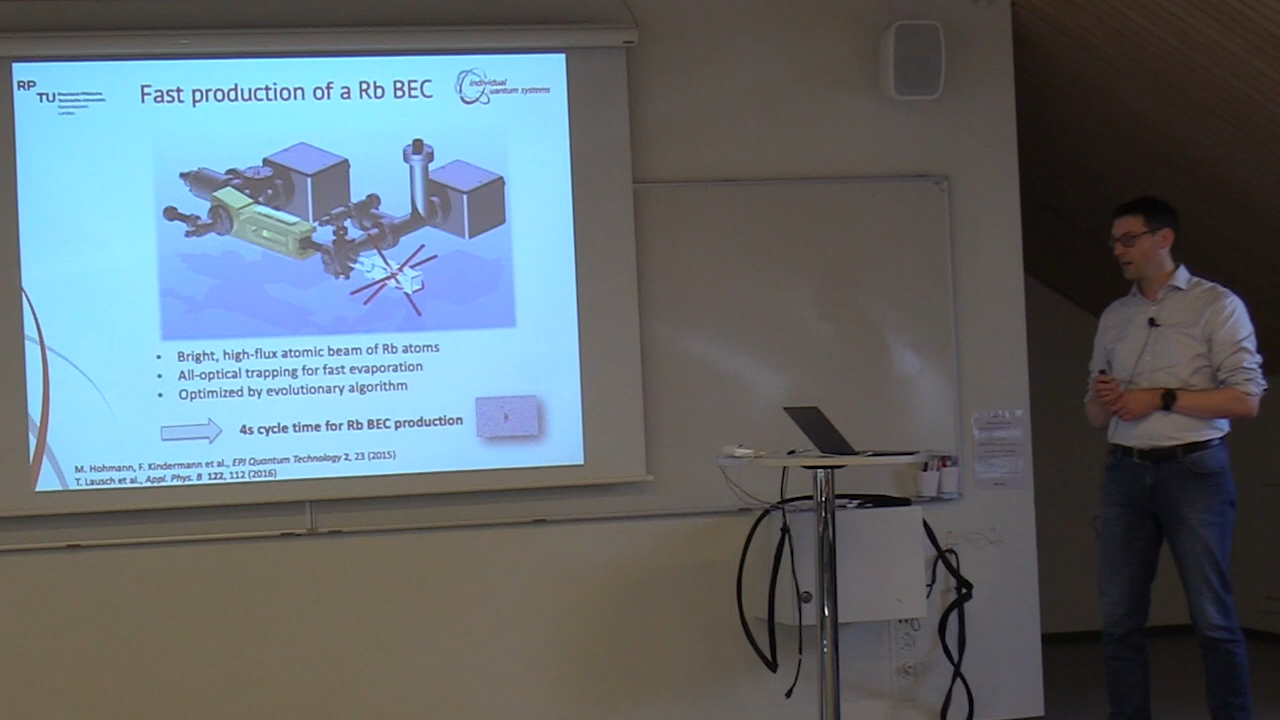 RP
TU
Fast production of a Rb BEC
individual
quantum systems
• Bright, high-flux atomic beam of Rb atoms
• All-optical trapping for fast evaporation
• Optimized by evolutionary algorithm
4s cycle time for Rb BEC production
M. Hohmann, F. Kindermann et al., EPJ Quantum Technology 2, 23 (2015)
T. Lausch et al., Appl. Phys. B 122, 112 (2016)